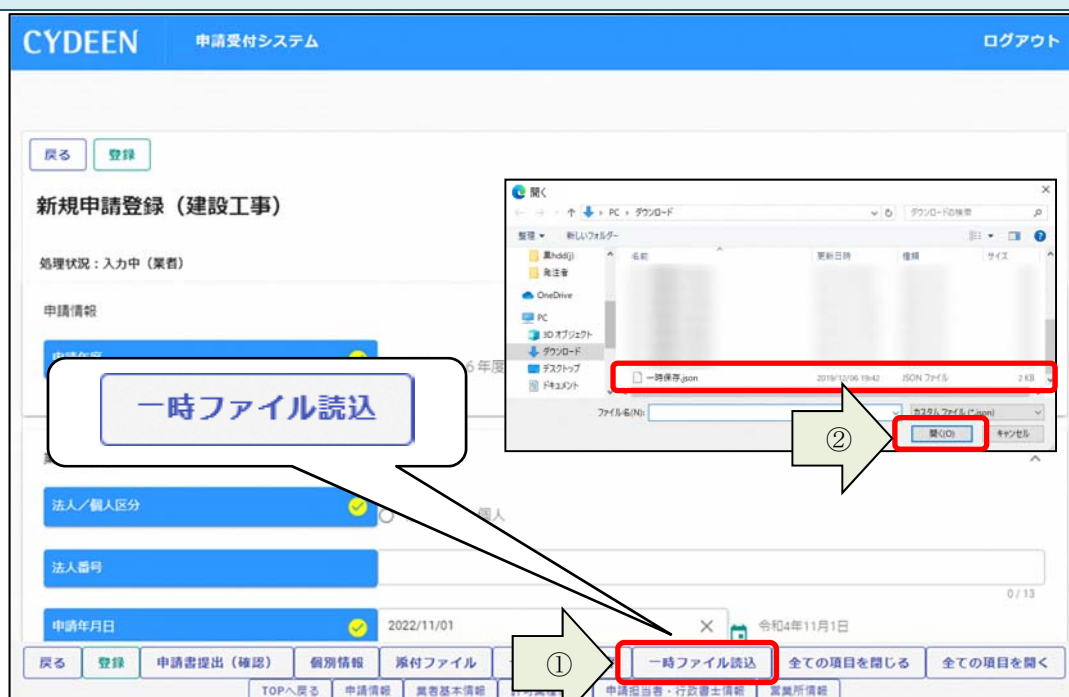 CYDEEN 申請受付システム ログアウト
戻る 登録
新規申請登録（建設工事）
処理状況：入力中（業者）
申請情報
6年度
開く
PC › ダウンロード
ダウンロードの検索
整理 新しいフォルダー
黒hdd(j)
発注者
OneDrive
PC
3D オブジェクト
ダウンロード
デスクトップ
ドキュメント
名前 更新日時 種類 サイズ
一時保存.json 2019/12/06 19:42 JSON ファイル 2 KB
ファイル名(N): カスタム ファイル (*.json)
開く(O) キャンセル
②
一時ファイル読込
法人／個人区分 個人
法人番号
0 / 13
申請年月日 2022/11/01 令和4年11月1日
①
戻る 登録 申請書提出（確認） 個別情報 添付ファイル 一時ファイル読込 全ての項目を閉じる 全ての項目を開く
TOPへ戻る 申請情報 業者基本情報 申請担当者・行政書士情報 営業所情報